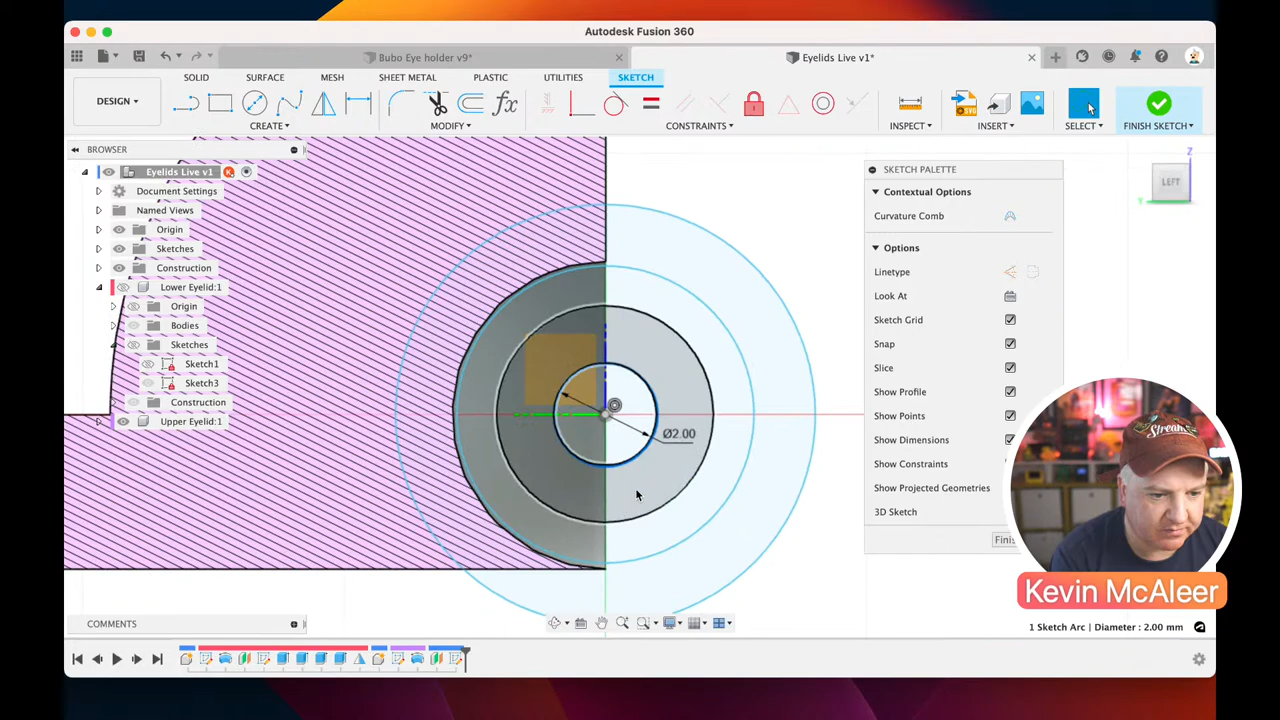 Autodesk Fusion 360
Bubo Eye holder v9*
Eyelids Live v1*
SOLID
SURFACE
MESH
SHEET METAL
PLASTIC
UTILITIES
SKETCH
DESIGN
CREATE
MODIFY
CONSTRAINTS
INSPECT
INSERT
SELECT
FINISH SKETCH
BROWSER
Eyelids Live v1
Document Settings
Named Views
Origin
Sketches
Construction
Lower Eyelid:1
Origin
Bodies
Sketches
Sketch1
Sketch3
Construction
Upper Eyelid:1
Ø2.00
Z
LEFT
Y
SKETCH PALETTE
Contextual Options
Curvature Comb
Options
Linetype
Look At
Sketch Grid
Snap
Slice
Show Profile
Show Points
Show Dimensions
Show Constraints
Show Projected Geometries
3D Sketch
Finis
Kevin McAleer
COMMENTS
1 Sketch Arc | Diameter : 2.00 mm